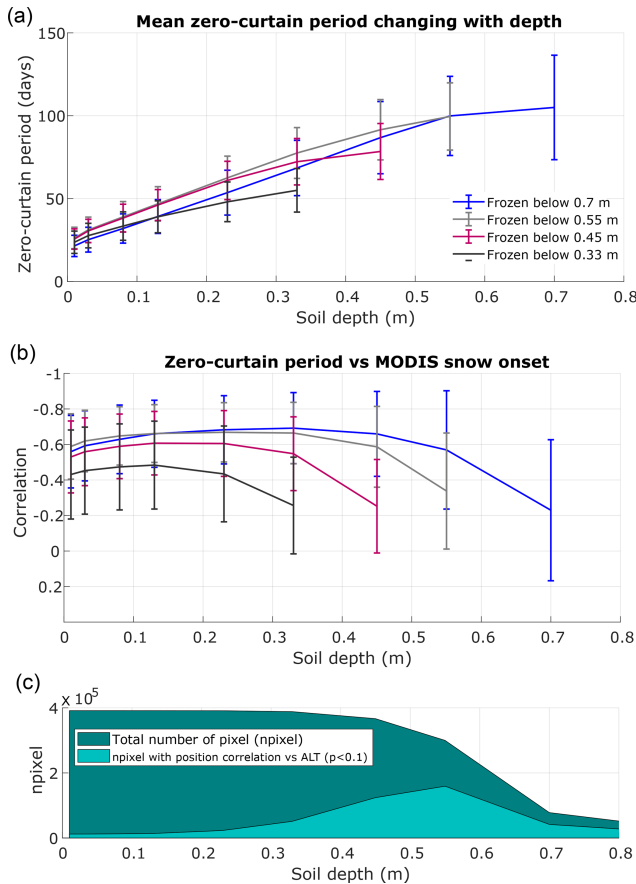 (a)
Mean zero-curtain period changing with depth
Zero-curtain period (days)
150
100
50
0
Frozen below 0.7 m
Frozen below 0.55 m
Frozen below 0.45 m
Frozen below 0.33 m
0 0.1 0.2 0.3 0.4 0.5 0.6 0.7 0.8
Soil depth (m)
(b)
Zero-curtain period vs MODIS snow onset
Correlation
-1
-0.8
-0.6
-0.4
-0.2
0
0.2
0 0.1 0.2 0.3 0.4 0.5 0.6 0.7 0.8
Soil depth (m)
(c)
4 x 10^5
npixel
2
0
Total number of pixel (npixel)
npixel with position correlation vs ALT (p<0.1)
0 0.1 0.2 0.3 0.4 0.5 0.6 0.7 0.8
Soil depth (m)